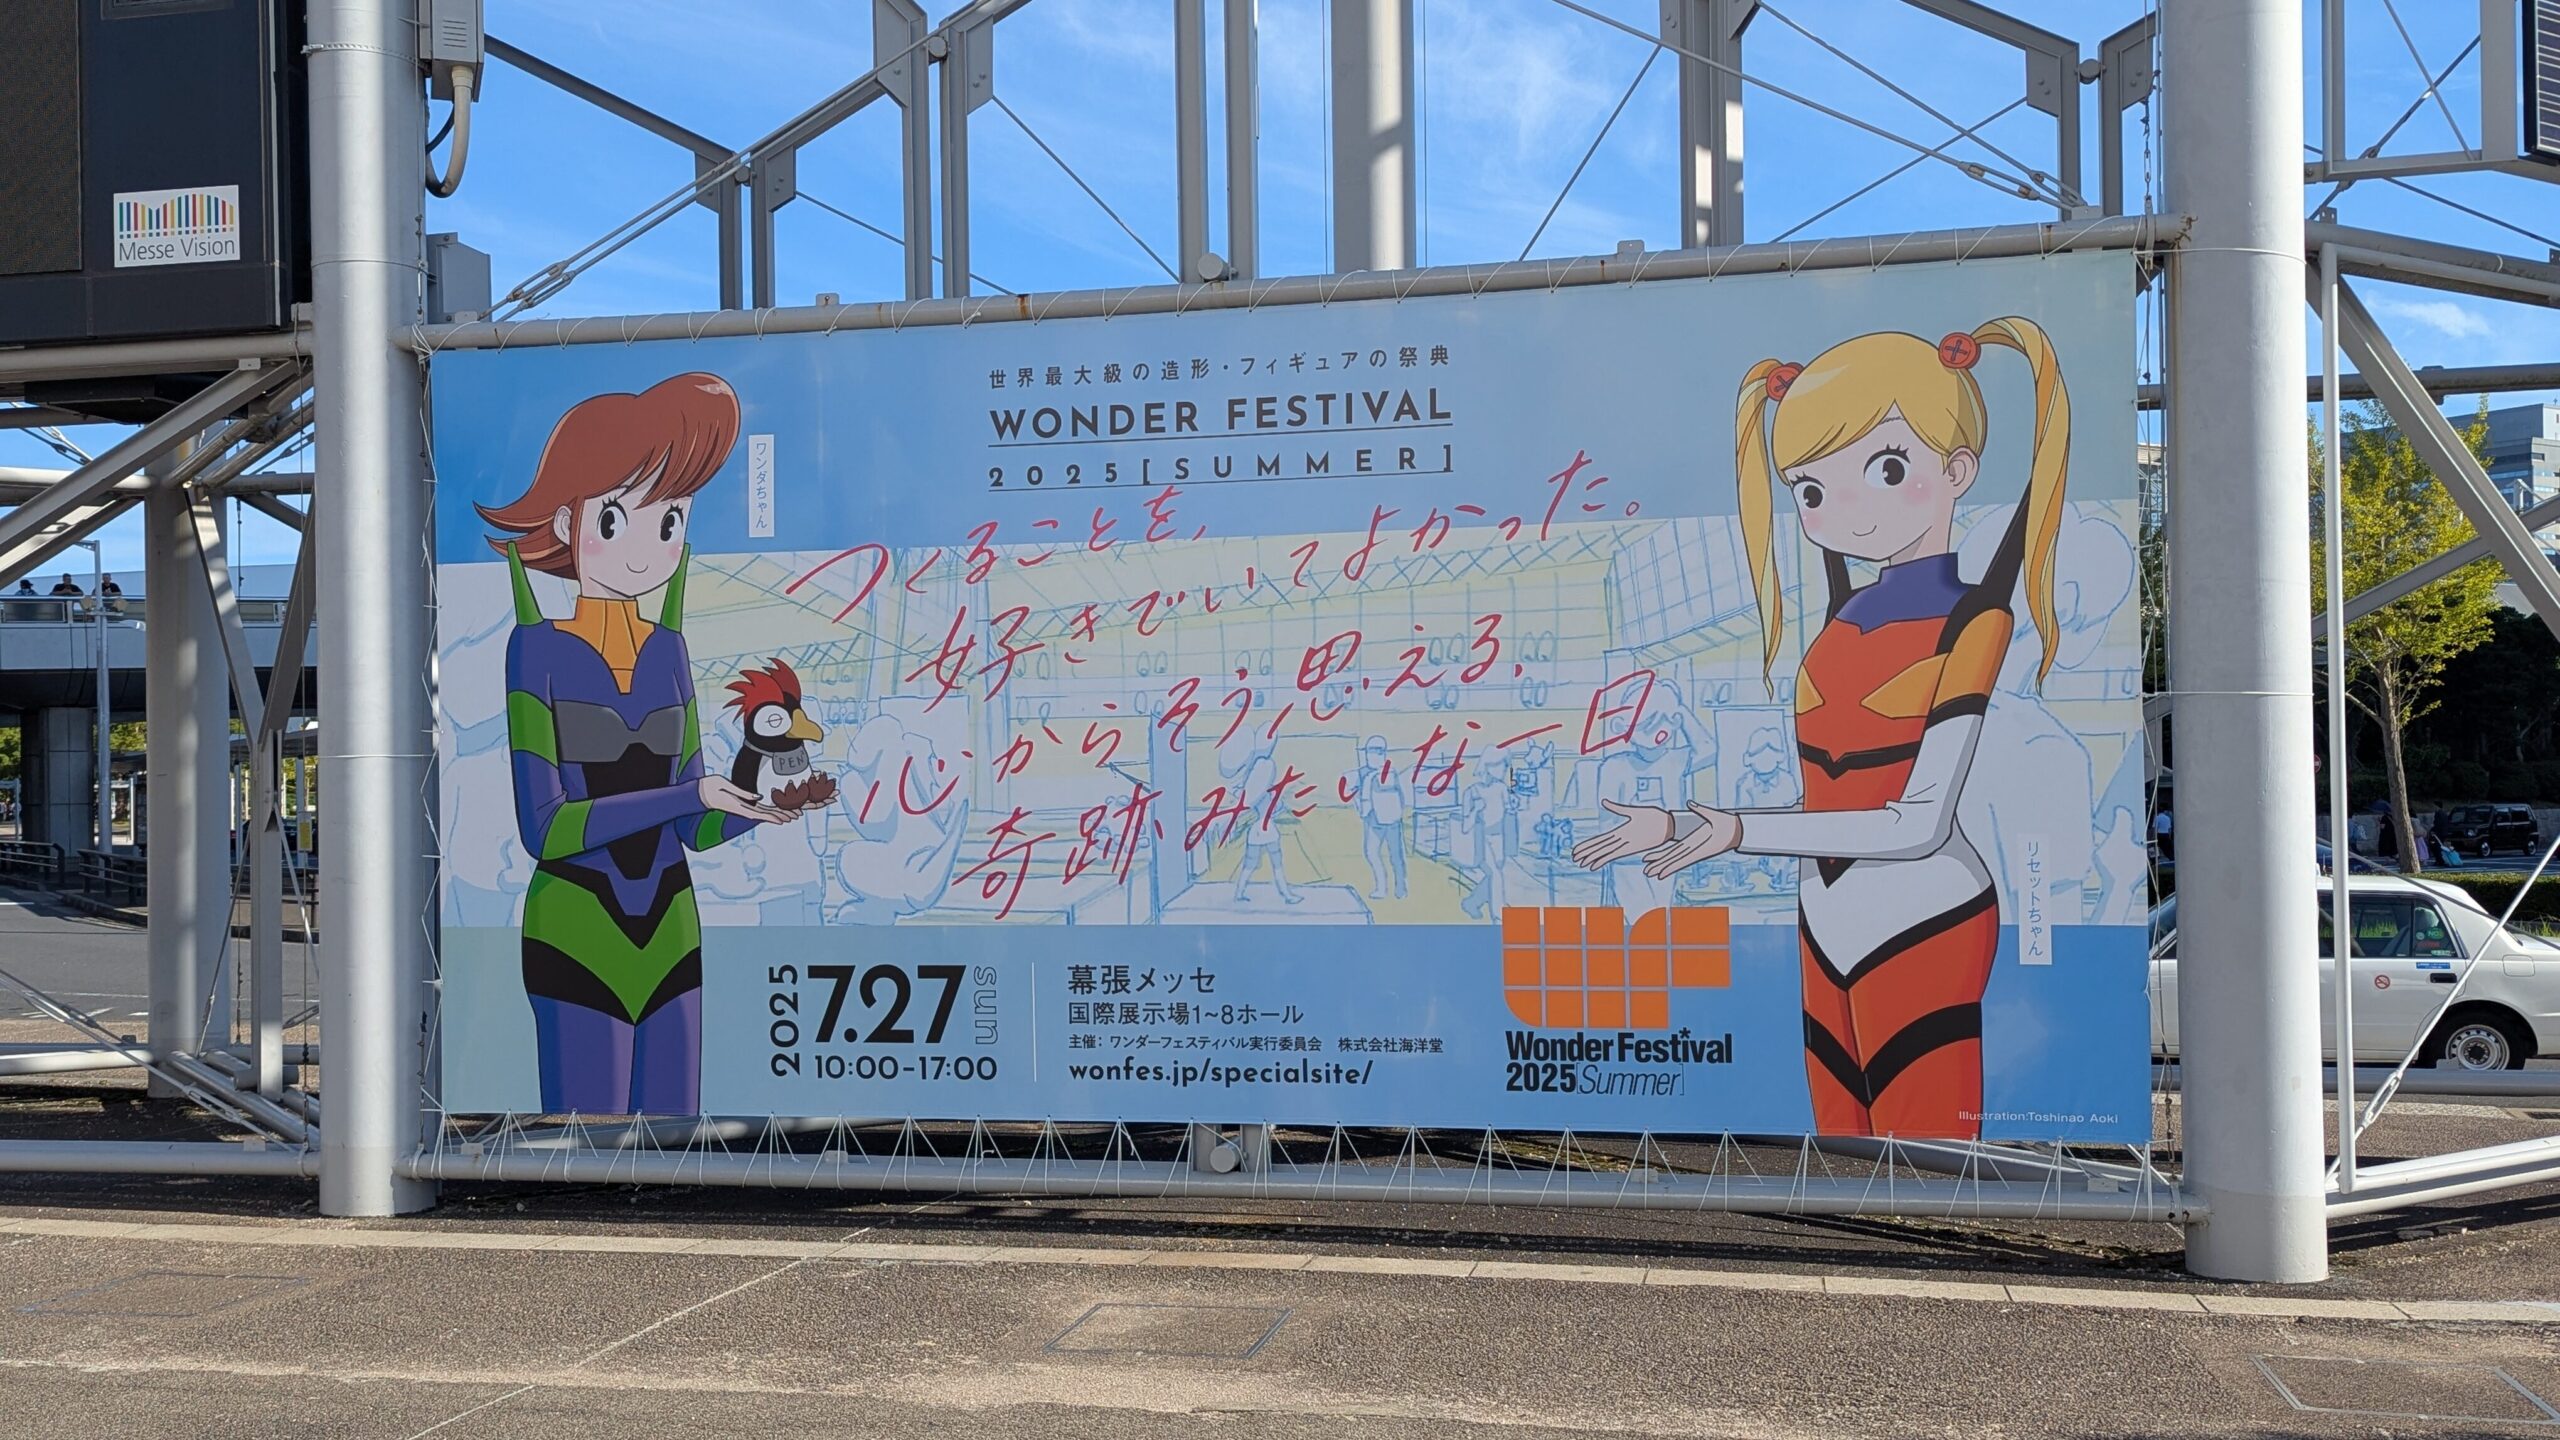 Messe Vision
世界最大級の造形・フィギュアの祭典
WONDER FESTIVAL
2025[SUMMER]
ワンダちゃん
つくることを、
好きでいてよかった。
心からそう思える、
奇跡みたいな一日。
PEN
リセットちゃん
2025
7.27
sun
10:00-17:00
幕張メッセ
国際展示場1~8ホール
主催：ワンダーフェスティバル実行委員会 株式会社海洋堂
wonfes.jp/specialsite/
Wonder Festival
2025[Summer]
Illustration:Toshinao Aoki